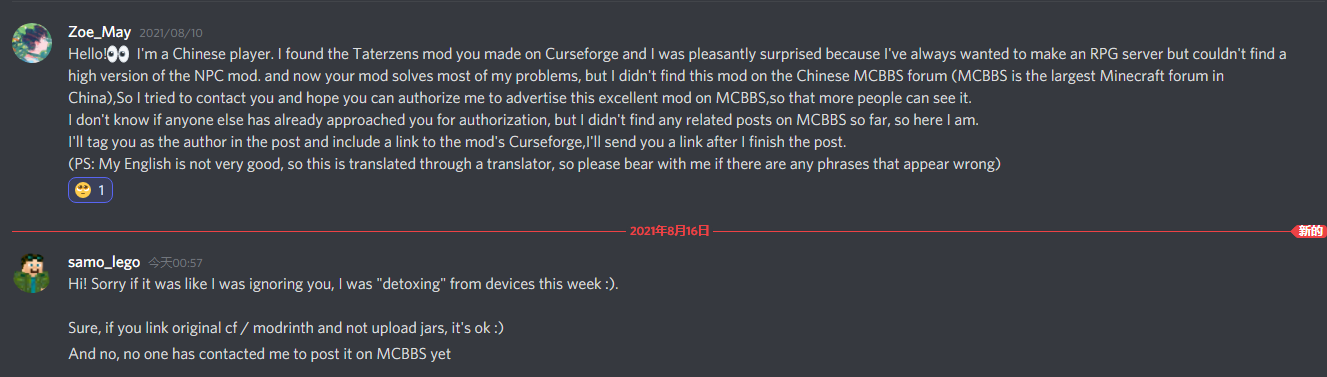 Zoe_May 2021/08/10
Hello!👀 I'm a Chinese player. I found the Taterzens mod you made on Curseforge and I was pleasantly surprised because I've always wanted to make an RPG server but couldn't find a
high version of the NPC mod. and now your mod solves most of my problems, but I didn't find this mod on the Chinese MCBBS forum (MCBBS is the largest Minecraft forum in
China),So I tried to contact you and hope you can authorize me to advertise this excellent mod on MCBBS,so that more people can see it.
I don't know if anyone else has already approached you for authorization, but I didn't find any related posts on MCBBS so far, so here I am.
I'll tag you as the author in the post and include a link to the mod's Curseforge,I'll send you a link after I finish the post.
(PS: My English is not very good, so this is translated through a translator, so please bear with me if there are any phrases that appear wrong)
1
2021年8月16日 新的
samo_lego 今天00:57
Hi! Sorry if it was like I was ignoring you, I was "detoxing" from devices this week :).
Sure, if you link original cf / modrinth and not upload jars, it's ok :)
And no, no one has contacted me to post it on MCBBS yet